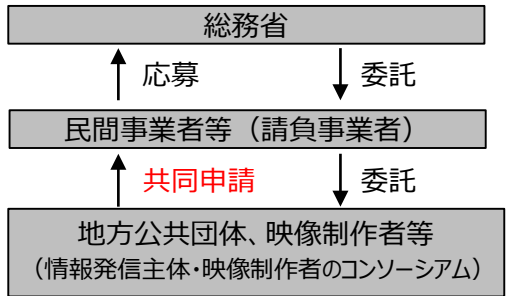 総務省
応募 委託
民間事業者等（請負事業者）
共同申請 委託
地方公共団体、映像制作者等
（情報発信主体・映像制作者のコンソーシアム）